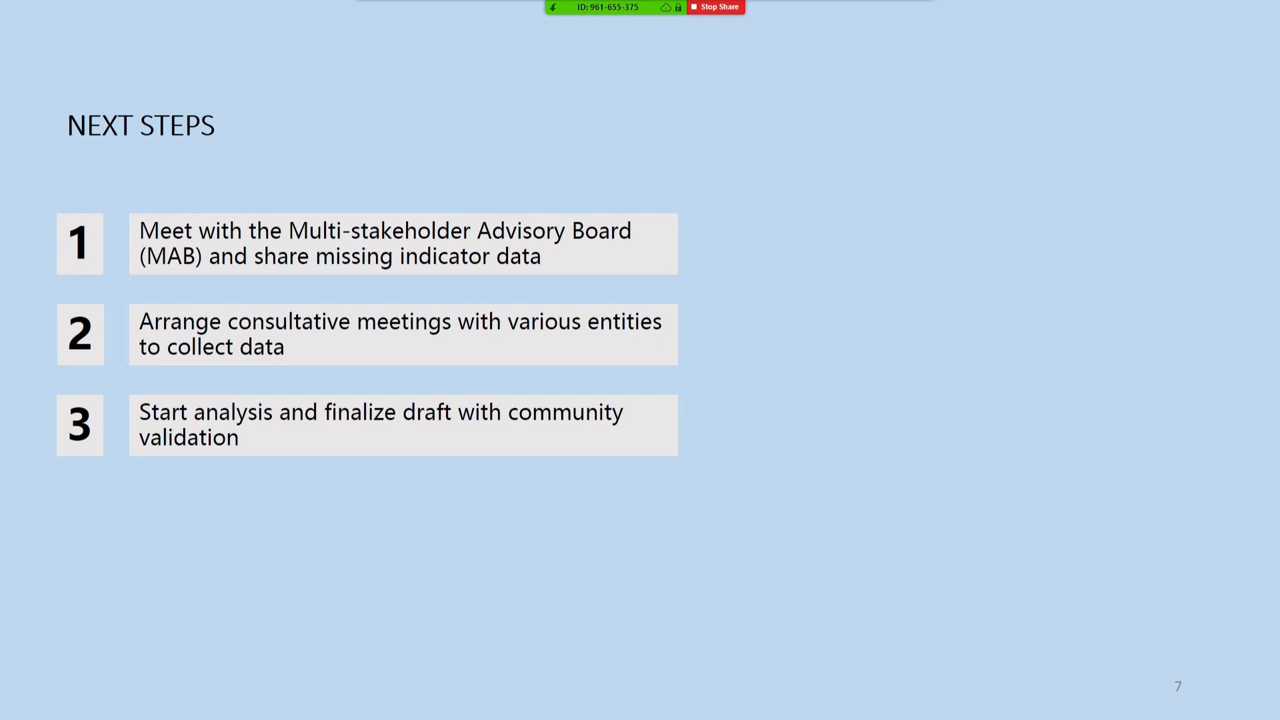 ID: 961-655-375 Stop Share
NEXT STEPS
1
Meet with the Multi-stakeholder Advisory Board
(MAB) and share missing indicator data
2
Arrange consultative meetings with various entities
to collect data
3
Start analysis and finalize draft with community
validation
7